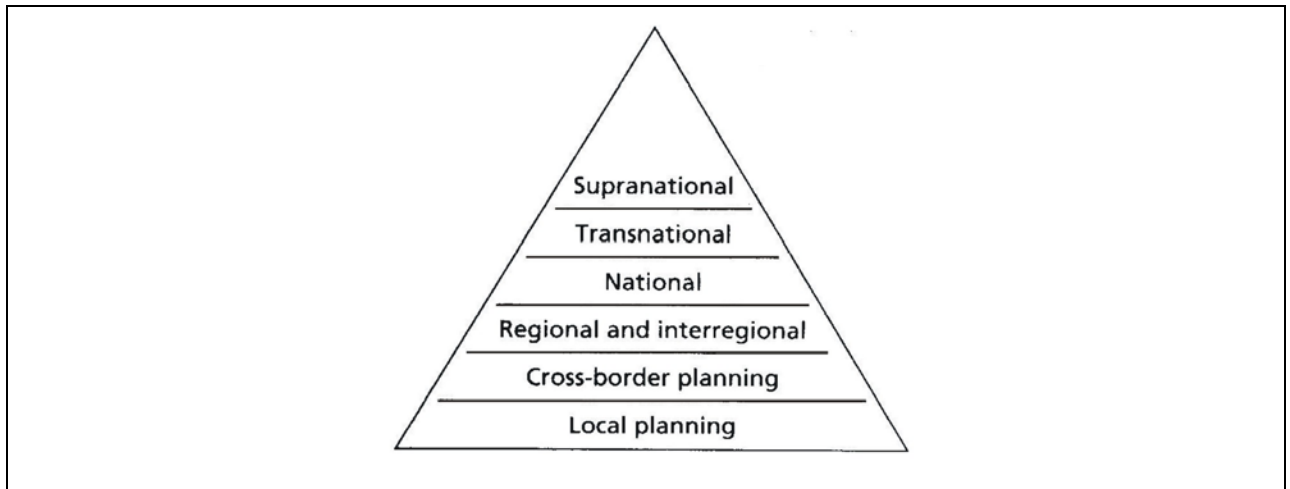 Supranational
Transnational
National
Regional and interregional
Cross-border planning
Local planning